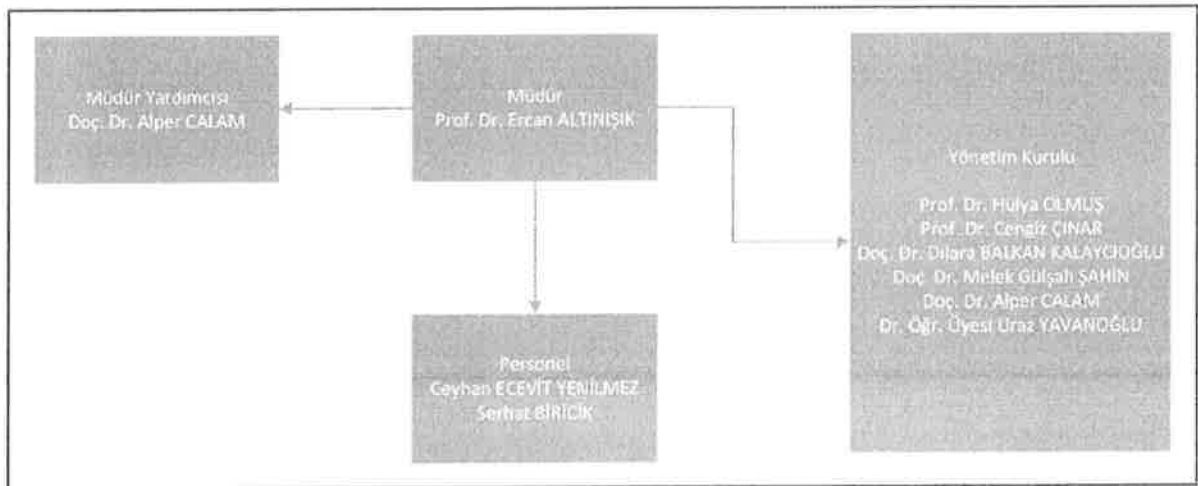 Müdür Yardımcısı
Doç. Dr. Alper CALAM
Müdür
Prof. Dr. Ercan ALTINIŞIK
Yönetim Kurulu
Prof. Dr. Hülya OLMUŞ
Prof. Dr. Cengiz ÇINAR
Doç. Dr. Dilara BALKAN KALAYCIOĞLU
Doç. Dr. Melek Gülşah ŞAHİN
Doç. Dr. Alper CALAM
Dr. Öğr. Üyesi Uraz YAVANOĞLU
Personel
Ceyhan ECEVİT YENİLMEZ
Serhat BİRİCİK